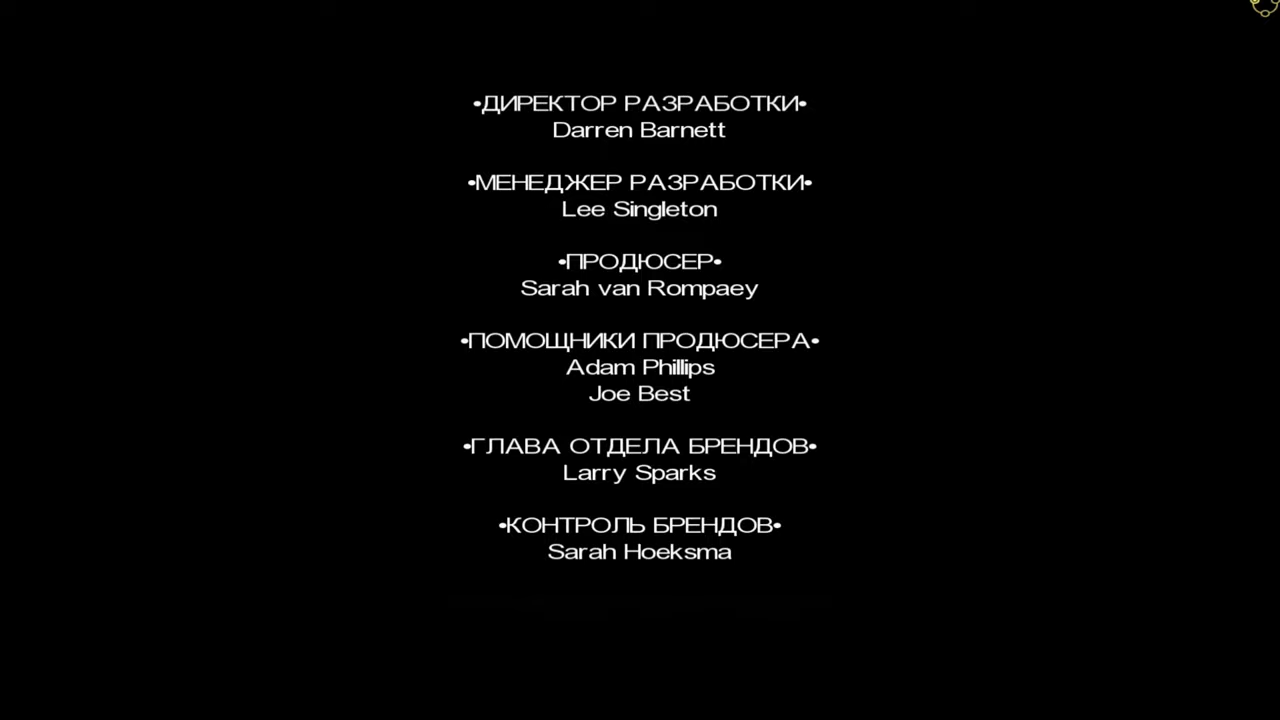 •ДИРЕКТОР РАЗРАБОТКИ•
Darren Barnett
•МЕНЕДЖЕР РАЗРАБОТКИ•
Lee Singleton
•ПРОДЮСЕР•
Sarah van Rompaey
•ПОМОЩНИКИ ПРОДЮСЕРА•
Adam Phillips
Joe Best
•ГЛАВА ОТДЕЛА БРЕНДОВ•
Larry Sparks
•КОНТРОЛЬ БРЕНДОВ•
Sarah Hoeksma